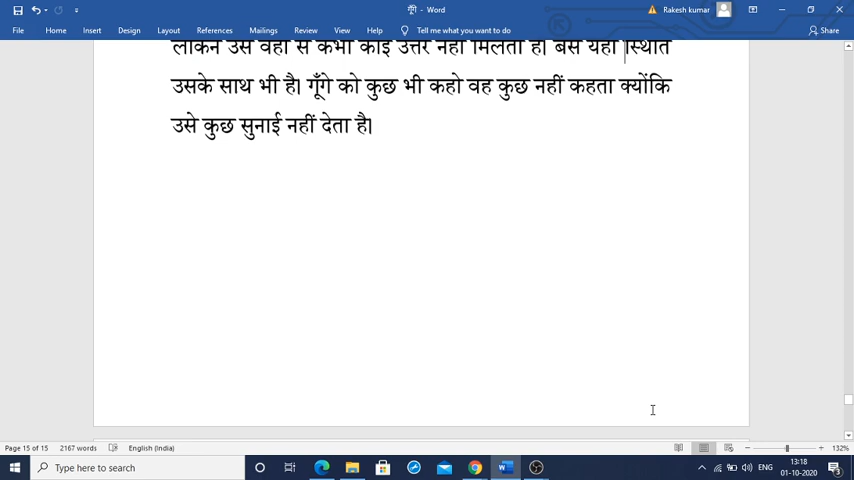 गूँ - Word
Rakesh kumar
File Home Insert Design Layout References Mailings Review View Help Tell me what you want to do Share
लेकिन उसे वहाँ से कभी कोई उत्तर नहीं मिलता है। बस यही स्थिति
उसके साथ भी है। गूँगे को कुछ भी कहो वह कुछ नहीं कहता क्योंकि
उसे कुछ सुनाई नहीं देता है।
Page 15 of 15 2167 words English (India) 132%
Type here to search ENG 13:18
01-10-2020 3